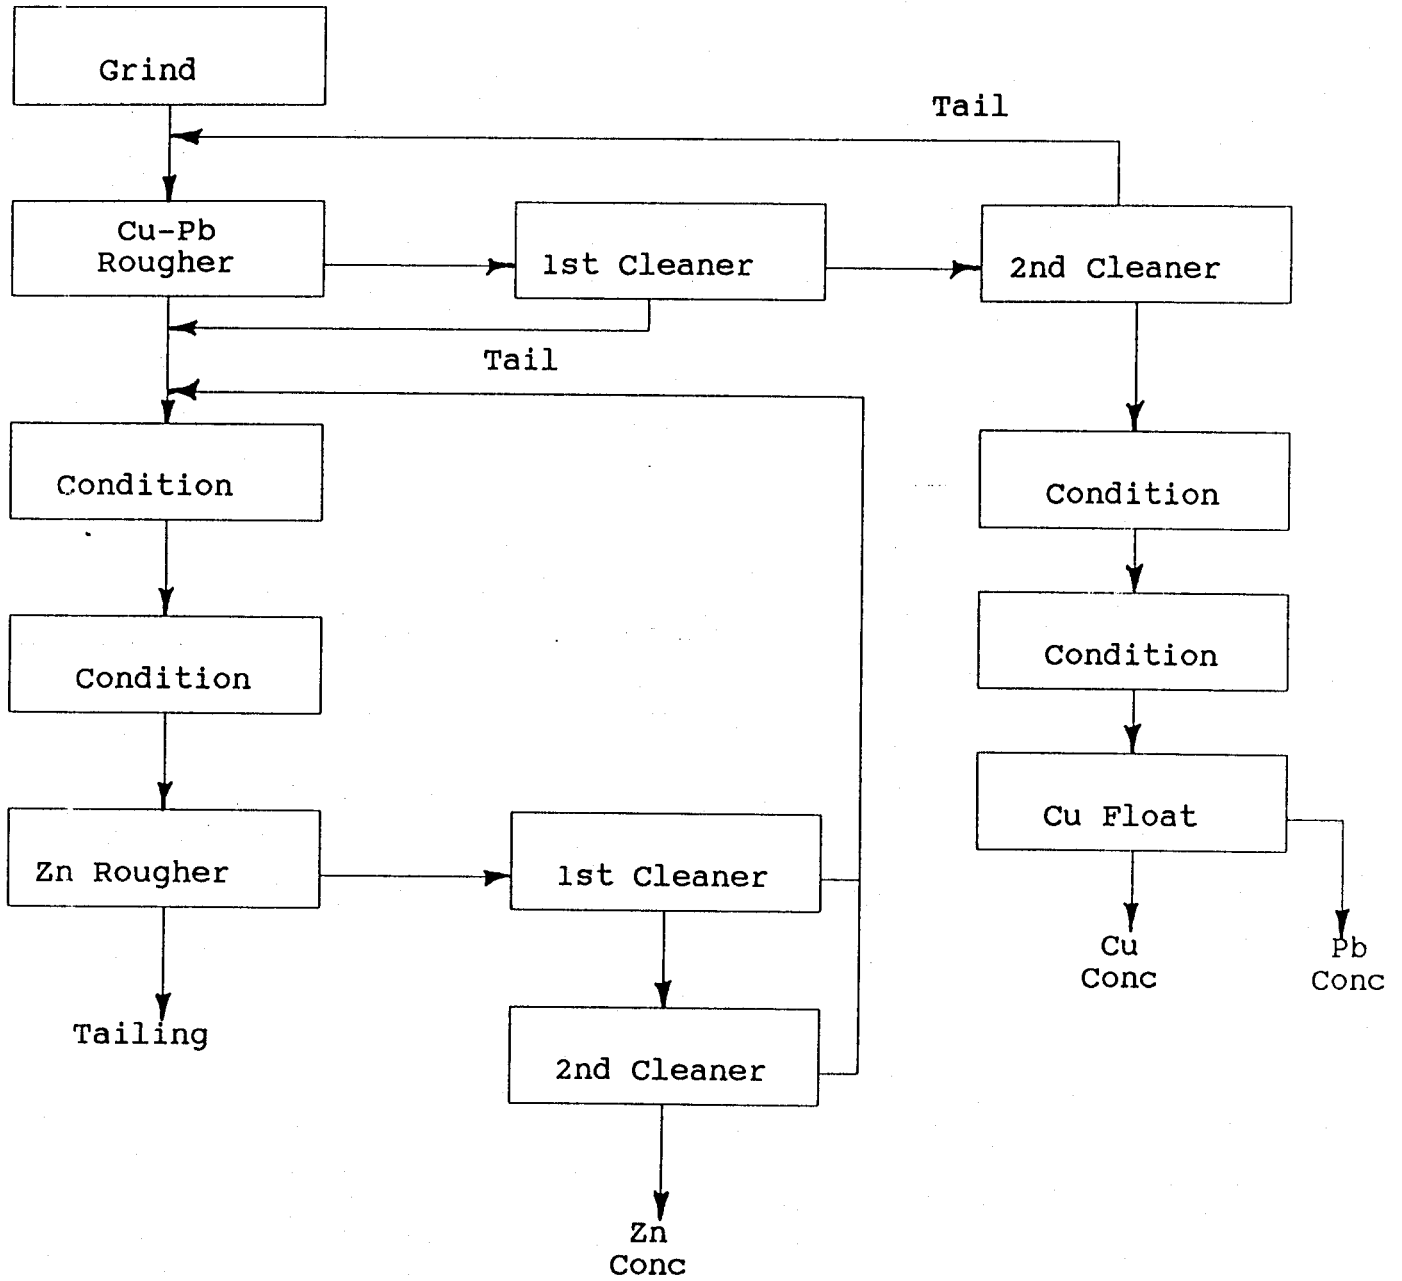 Grind
Tail
Cu-Pb
Rougher
1st Cleaner
2nd Cleaner
Tail
Condition
Condition
Condition
Condition
Cu Float
Zn Rougher
1st Cleaner
Cu
Conc
Pb
Conc
Tailing
2nd Cleaner
Zn
Conc